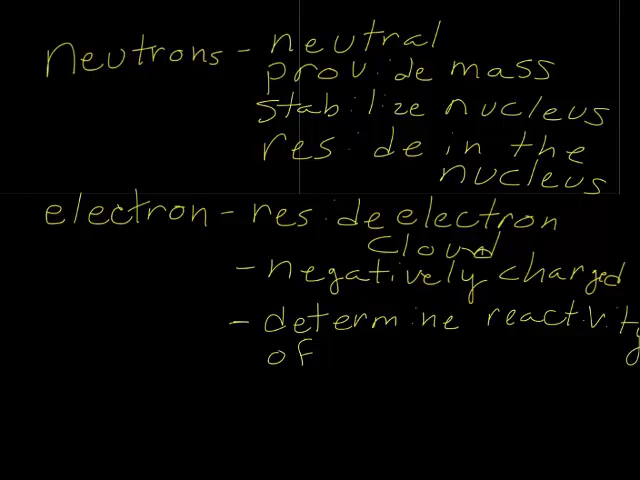 neutrons - neutral
provide mass
stabilize nucleus
reside in the
nucleus
electron - reside electron
cloud
- negatively charged
- determine reactivity
of